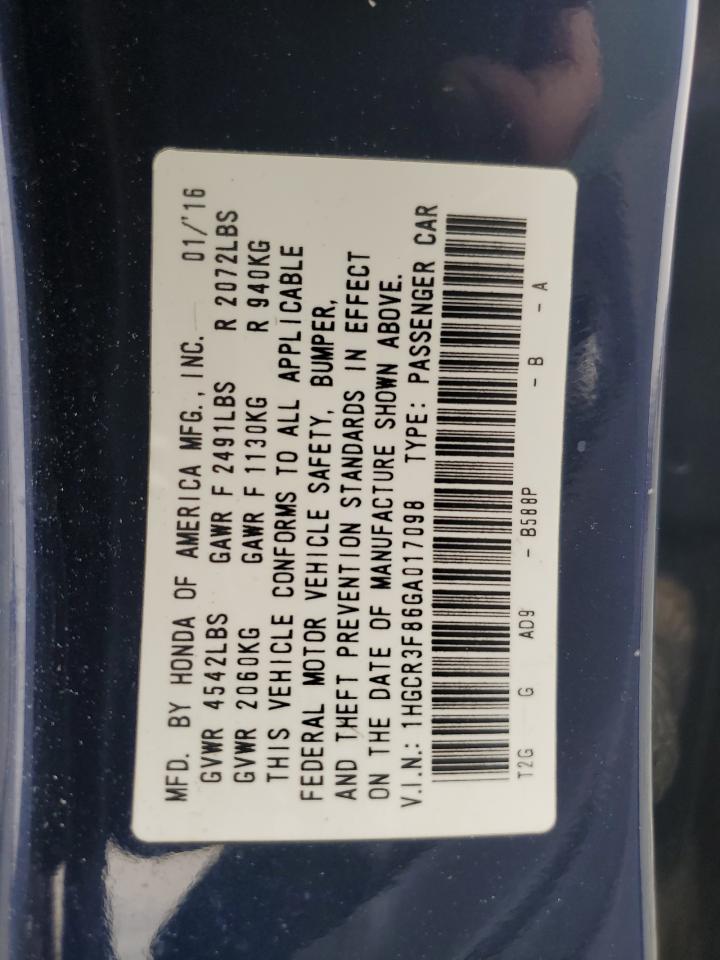 MFD. BY HONDA OF AMERICA MFG., INC. 01/'16
GVWR 4542LBS GAWR F 2491LBS R 2072LBS
GVWR 2060KG GAWR F 1130KG R 940KG
THIS VEHICLE CONFORMS TO ALL APPLICABLE
FEDERAL MOTOR VEHICLE SAFETY, BUMPER,
AND THEFT PREVENTION STANDARDS IN EFFECT
ON THE DATE OF MANUFACTURE SHOWN ABOVE.
V.I.N.: 1HGCR3F86GA017098 TYPE: PASSENGER CAR
T2G G AD9 - B588P - B - A